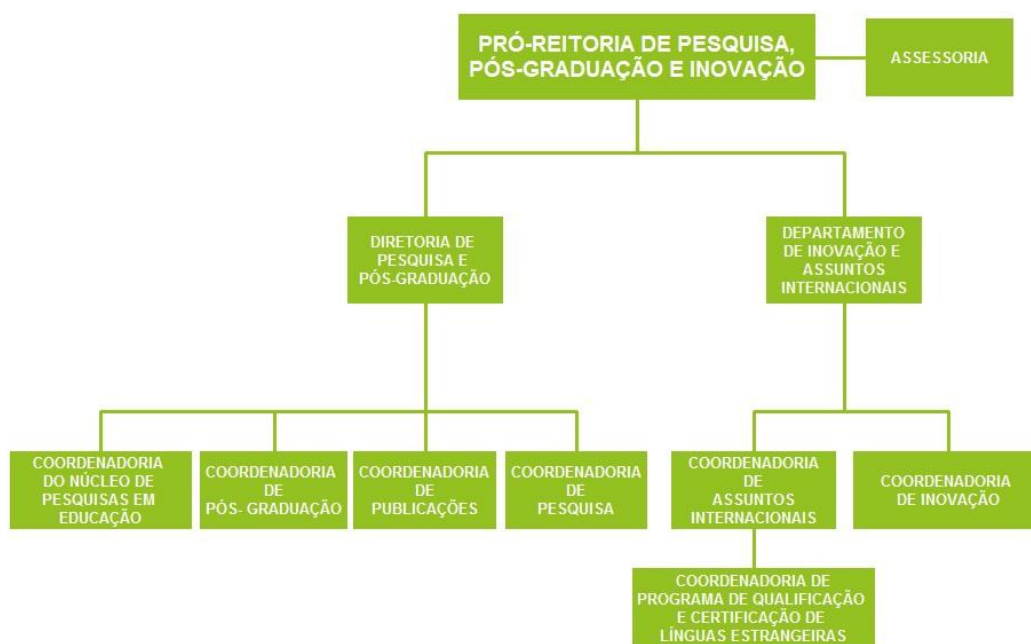 PRÓ-REITORIA DE PESQUISA,
PÓS-GRADUAÇÃO E INOVAÇÃO
ASSESSORIA
DIRETORIA DE
PESQUISA E
PÓS-GRADUAÇÃO
DEPARTAMENTO
DE INOVAÇÃO E
ASSUNTOS
INTERNACIONAIS
COORDENADORIA
DO NÚCLEO DE
PESQUISAS EM
EDUCAÇÃO
COORDENADORIA
DE
PÓS- GRADUAÇÃO
COORDENADORIA
DE
PUBLICAÇÕES
COORDENADORIA
DE
PESQUISA
COORDENADORIA
DE
ASSUNTOS
INTERNACIONAIS
COORDENADORIA
DE INOVAÇÃO
COORDENADORIA DE
PROGRAMA DE QUALIFICAÇÃO
E CERTIFICAÇÃO DE
LÍNGUAS ESTRANGEIRAS